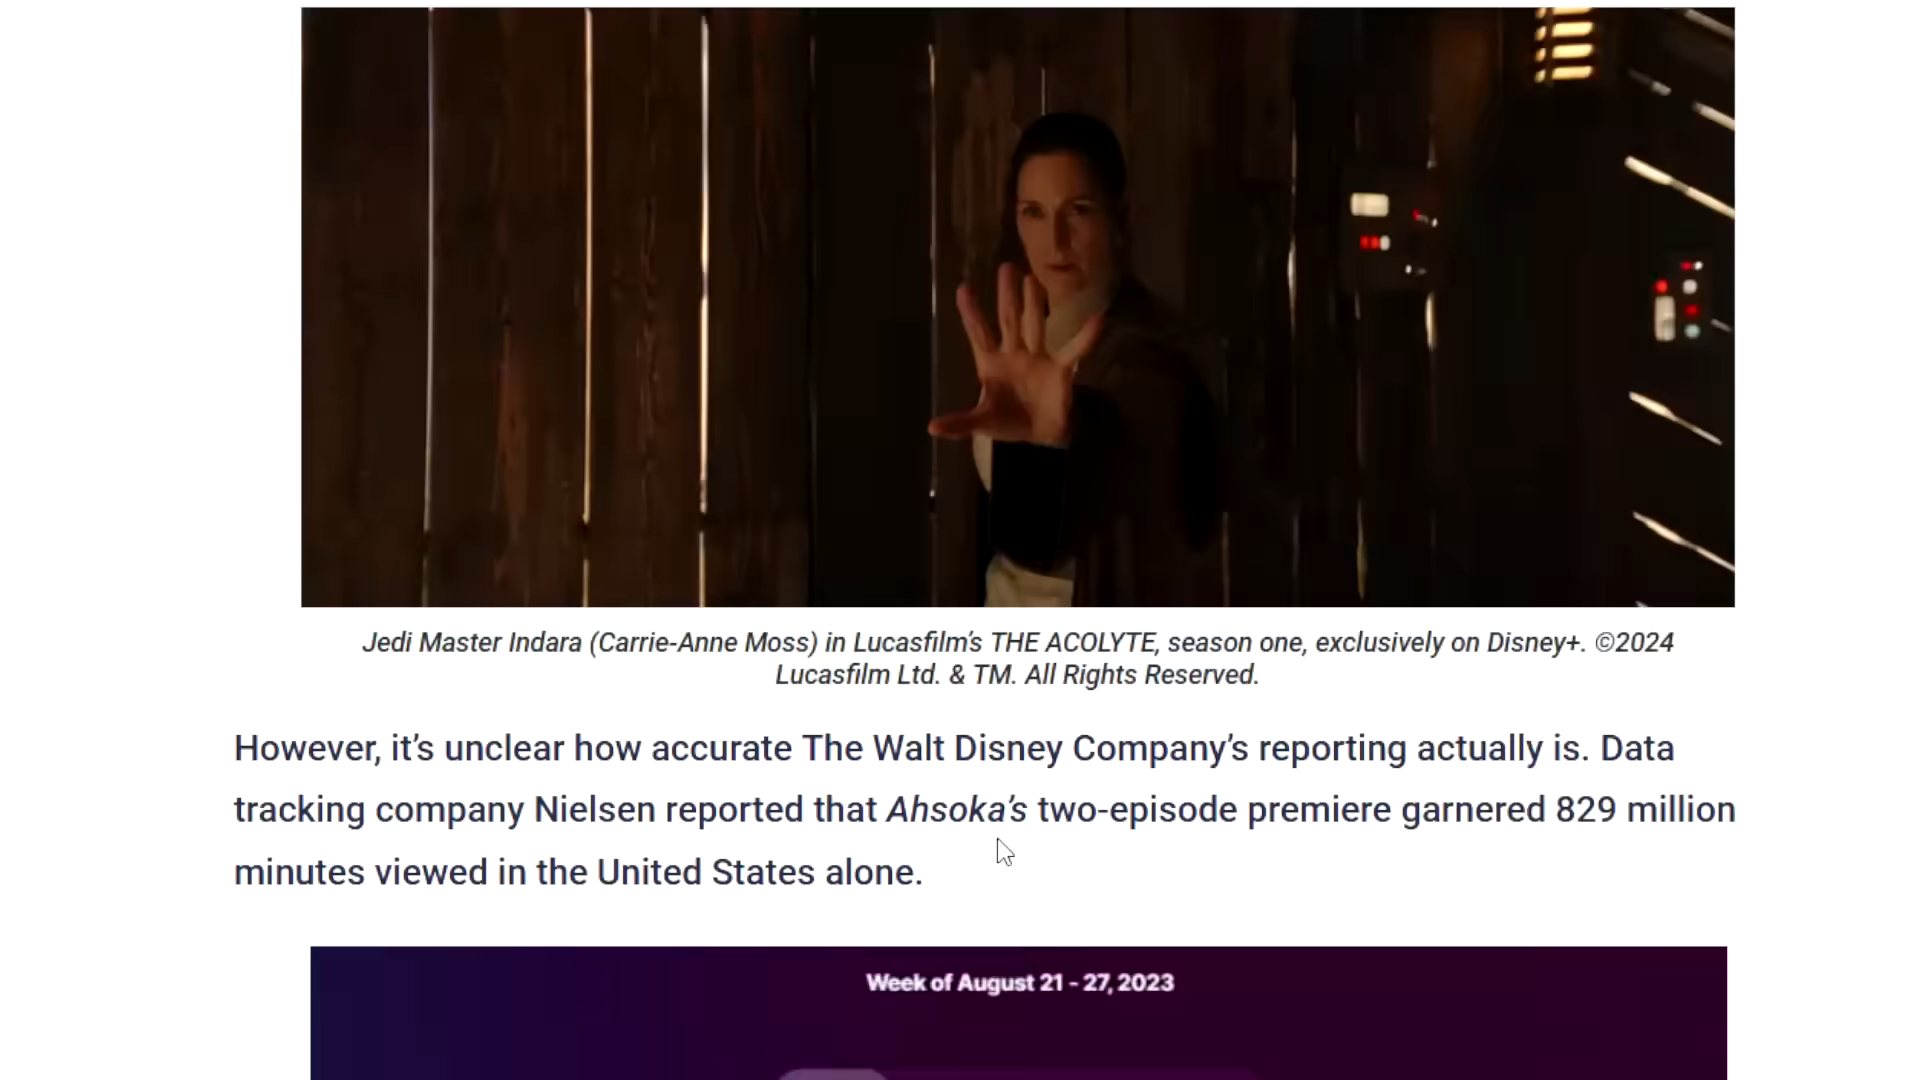 Jedi Master Indara (Carrie-Anne Moss) in Lucasfilm's THE ACOLYTE, season one, exclusively on Disney+. ©2024
Lucasfilm Ltd. & TM. All Rights Reserved.
However, it’s unclear how accurate The Walt Disney Company’s reporting actually is. Data
tracking company Nielsen reported that Ahsoka’s two-episode premiere garnered 829 million
minutes viewed in the United States alone.
Week of August 21 - 27, 2023